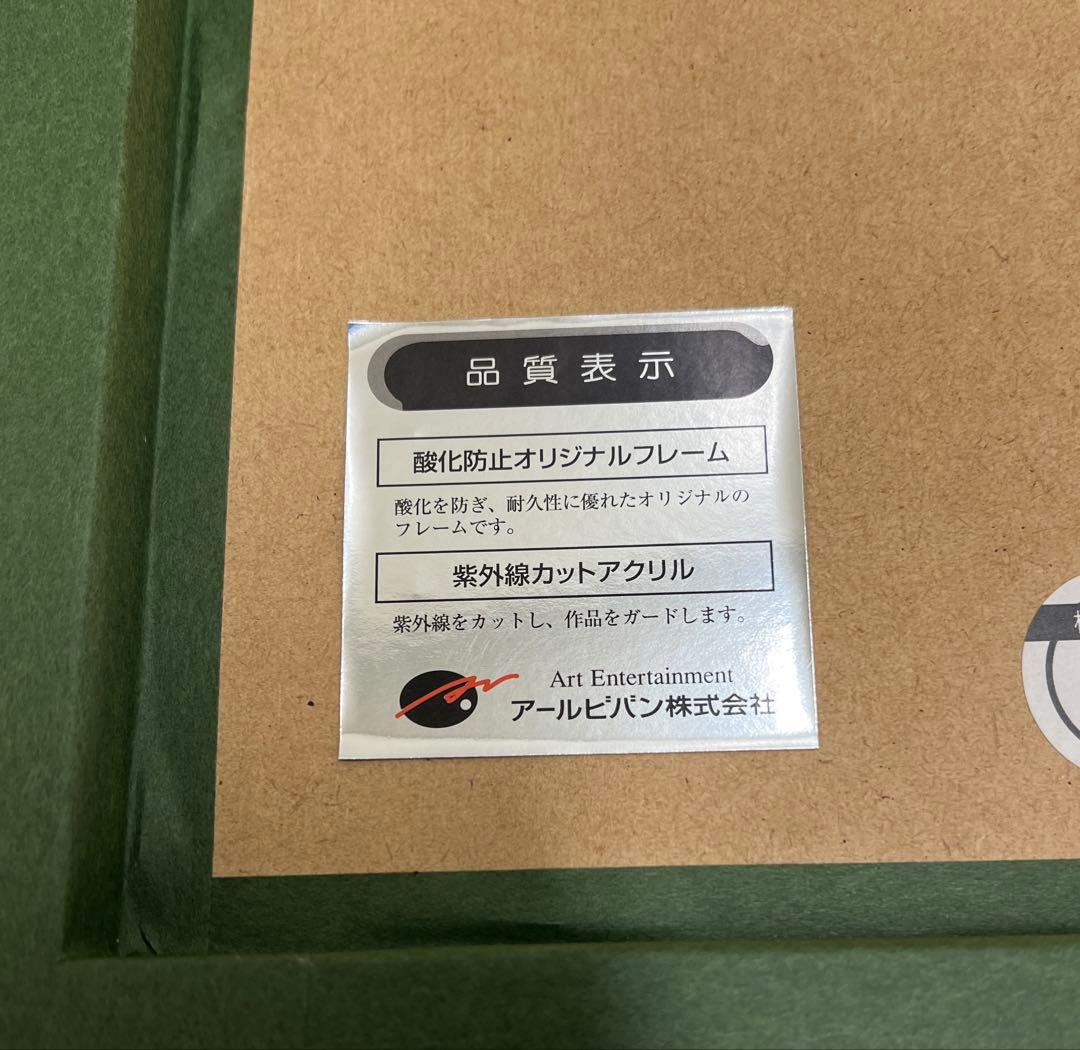 品質表示
酸化防止オリジナルフレーム
酸化を防ぎ、耐久性に優れたオリジナルの
フレームです。
紫外線カットアクリル
紫外線をカットし、作品をガードします。
Art Entertainment
アールビバン株式会社